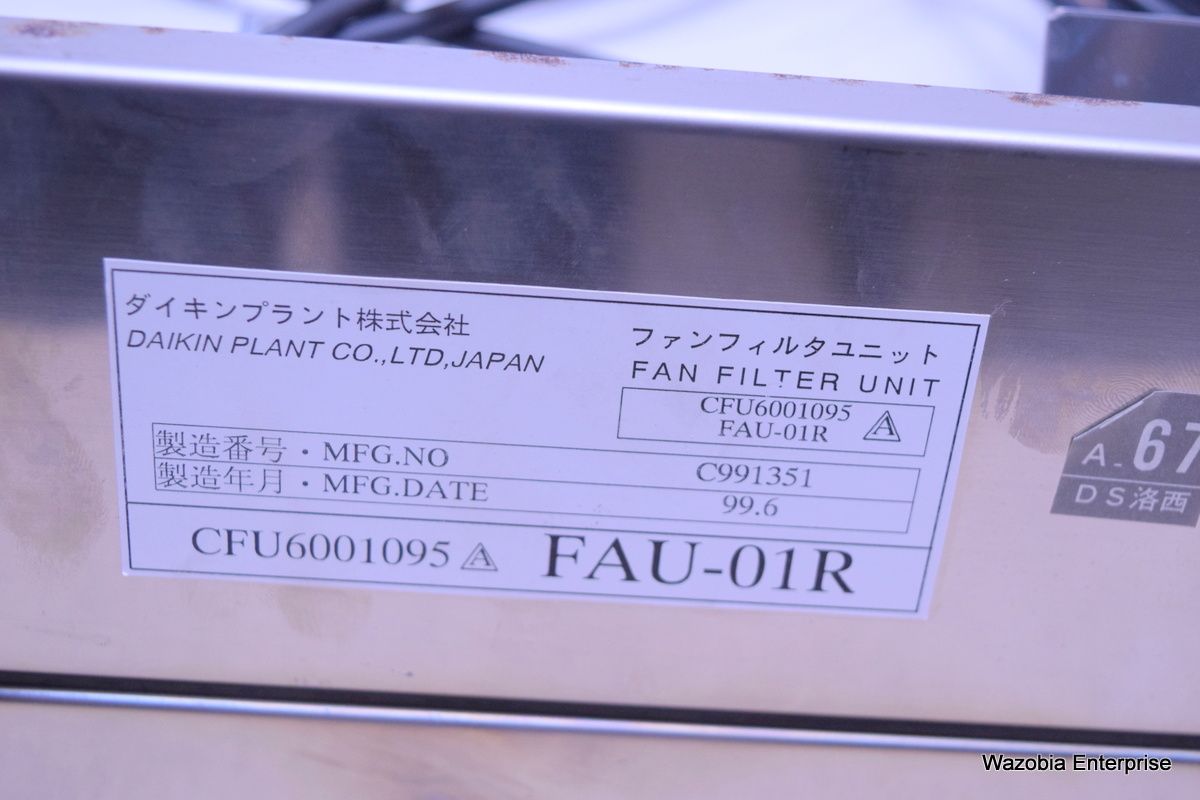 ダイキンプラント株式会社
DAIKIN PLANT CO.,LTD,JAPAN
ファンフィルタユニット
FAN FILTER UNIT
CFU6001095
FAU-01R
A
製造番号・MFG.NO C991351
製造年月・MFG.DATE 99.6
CFU6001095 A FAU-01R
A-67
DS洛西
Wazobia Enterprise